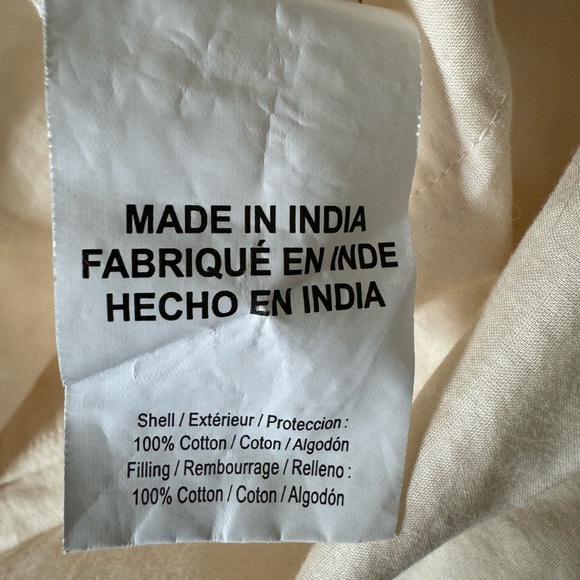 MADE IN INDIA
FABRIQUÉ EN INDE
HECHO EN INDIA
Shell / Extérieur / Proteccion :
100% Cotton / Coton / Algodón
Filling / Rembourrage / Relleno :
100% Cotton / Coton / Algodón